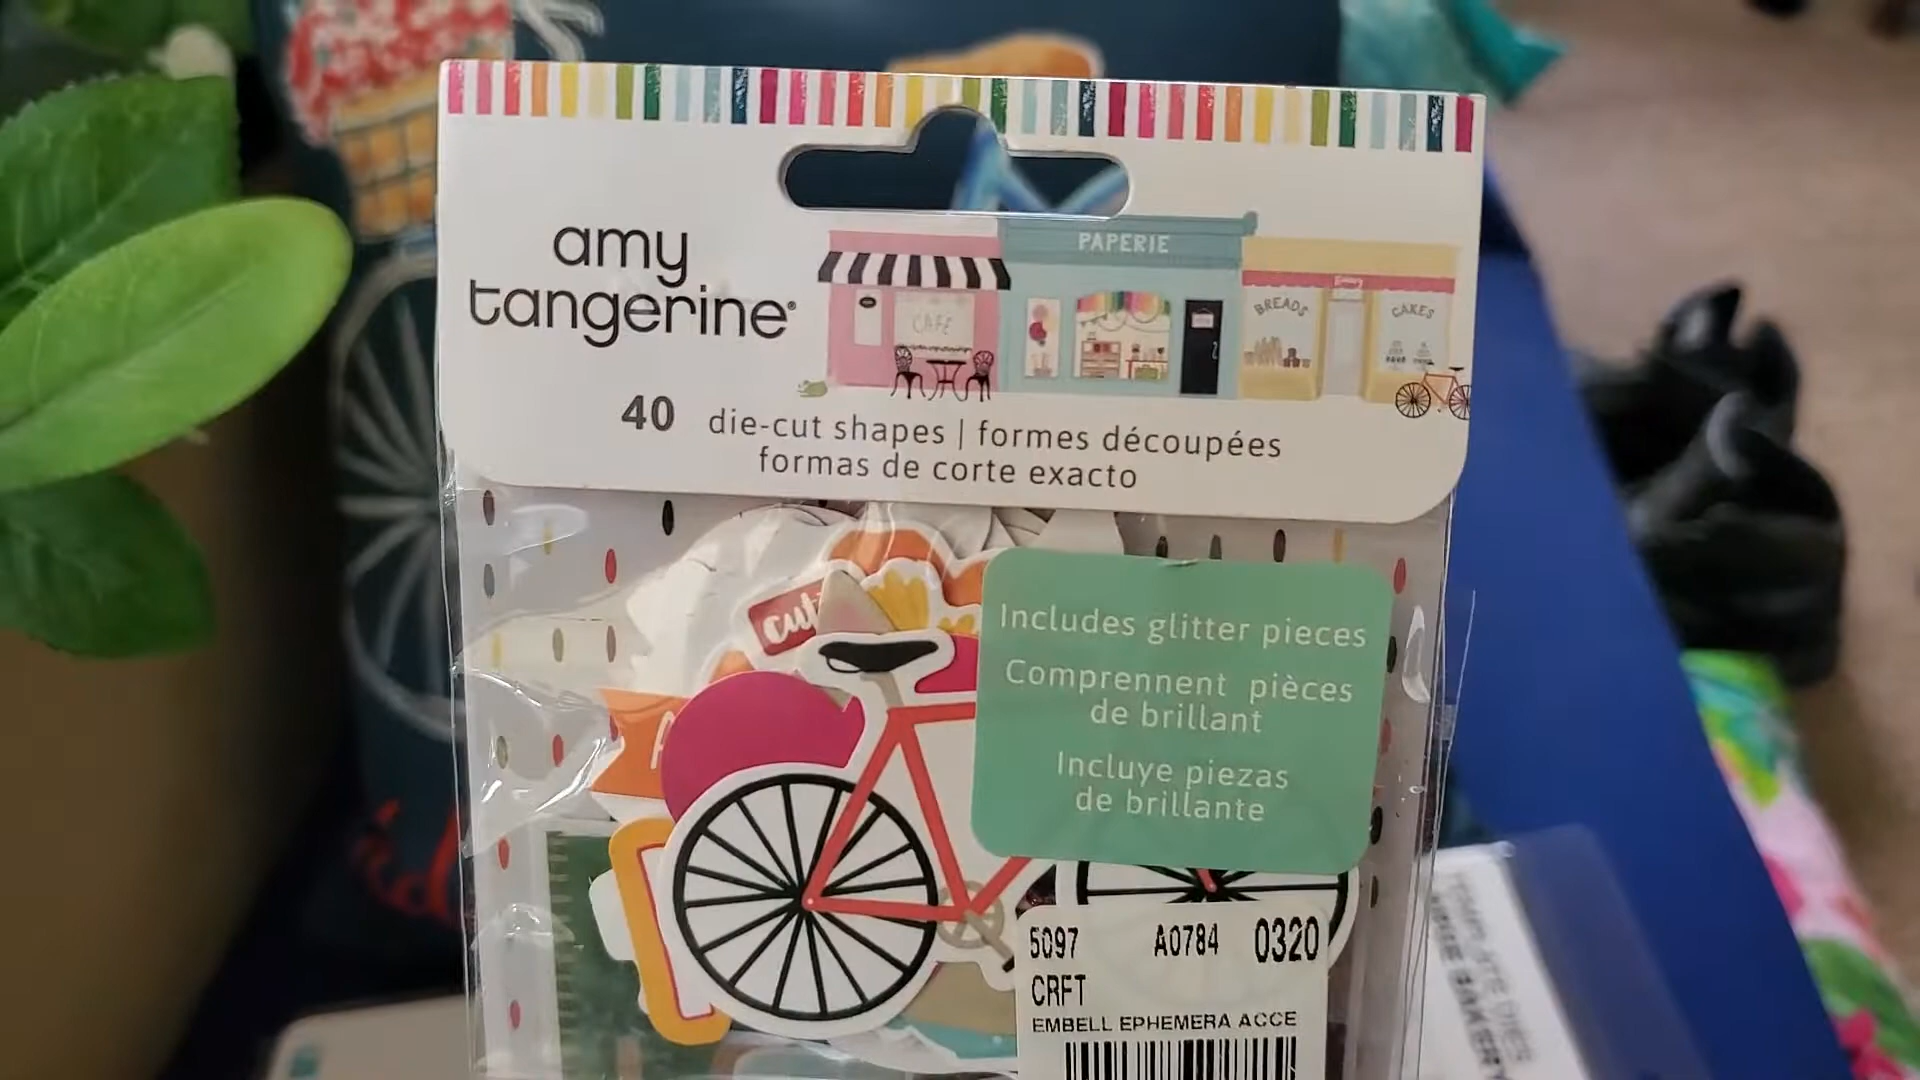 amy
tangerine®
PAPERIE
CAFE
BREADS
CAKES
40 die-cut shapes | formes découpées
formas de corte exacto
cut
Includes glitter pieces
Comprennent pièces
de brillant
Incluye piezas
de brillante
5097 A0784 0320
CRFT
EMBELL EPHEMERA ACCE